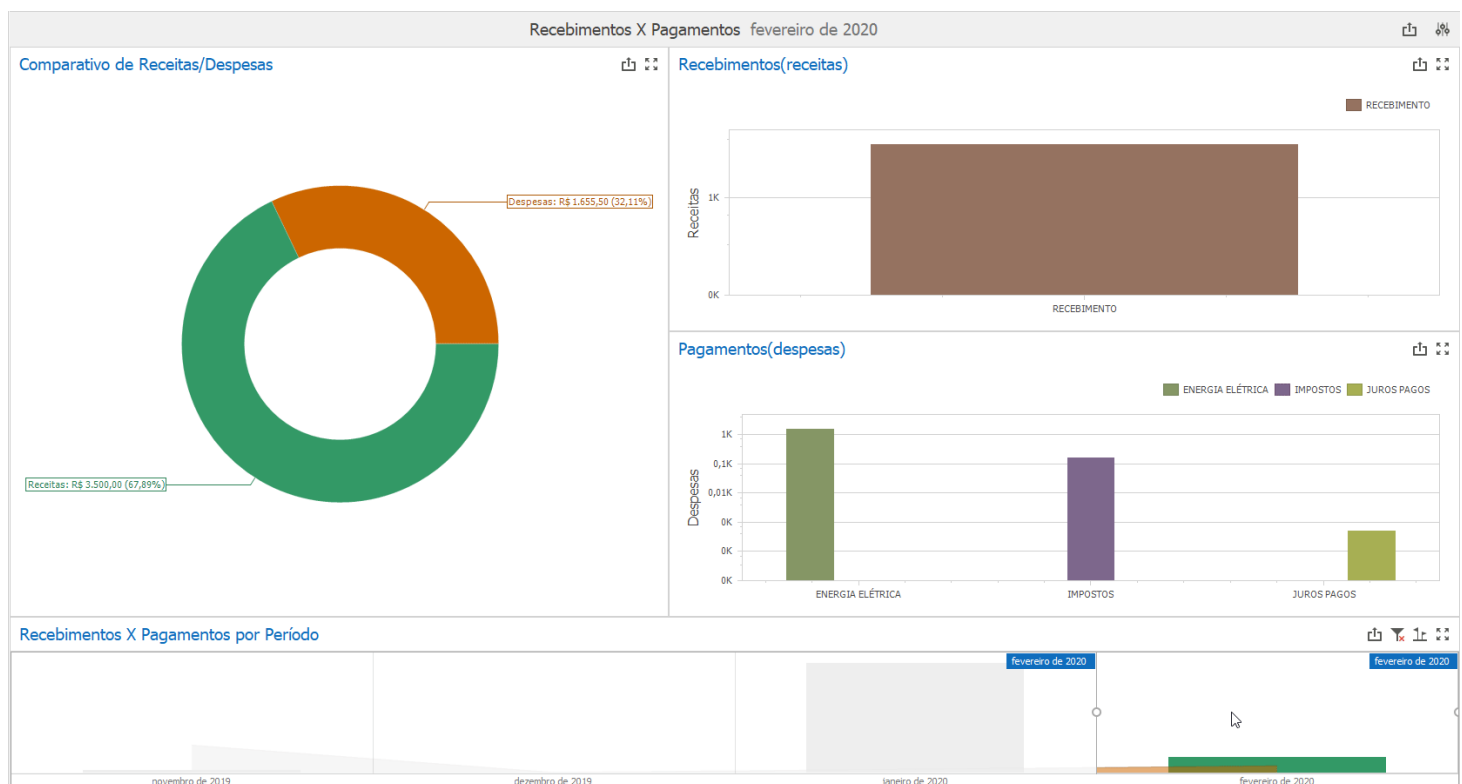 Recebimentos X Pagamentos fevereiro de 2020
Comparativo de Receitas/Despesas
Despesas: R$ 1.655,50 (32,11%)
Receitas: R$ 3.500,00 (67,89%)
Recebimentos(receitas)
RECEBIMENTO
Receitas
1K
0K
RECEBIMENTO
Pagamentos(despesas)
ENERGIA ELÉTRICA IMPOSTOS JUROS PAGOS
Despesas
1K
0,1K
0,01K
0K
0K
0K
ENERGIA ELÉTRICA IMPOSTOS JUROS PAGOS
Recebimentos X Pagamentos por Período
fevereiro de 2020 fevereiro de 2020
novembro de 2019 dezembro de 2019 janeiro de 2020 fevereiro de 2020